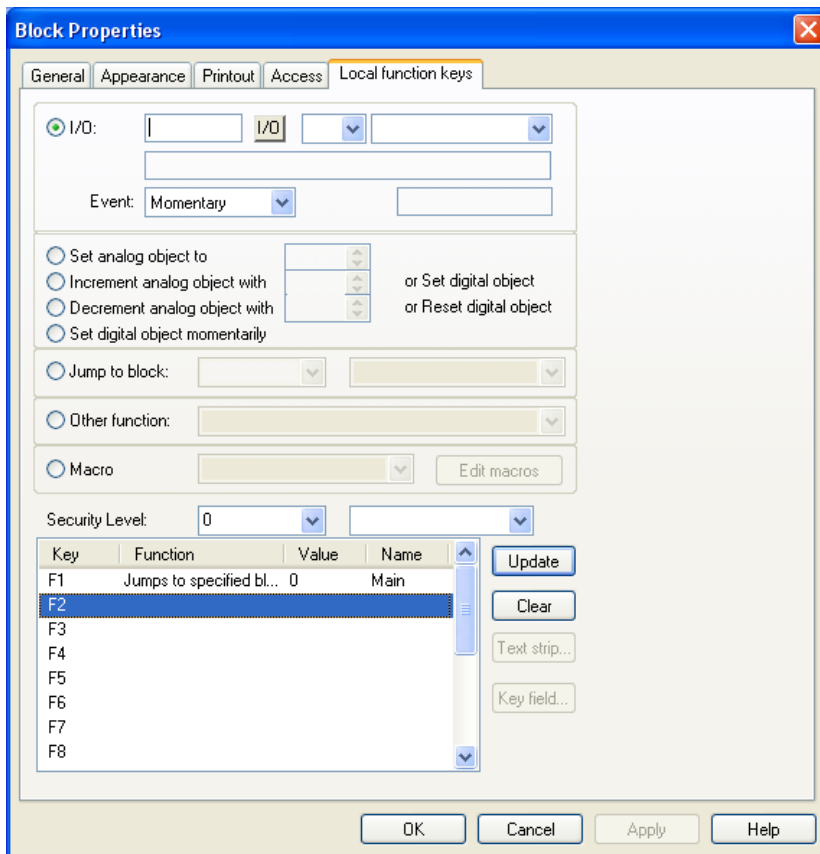 Block Properties
General Appearance Printout Access Local function keys
I/O: I/O
Event: Momentary
Set analog object to
Increment analog object with or Set digital object
Decrement analog object with or Reset digital object
Set digital object momentarily
Jump to block:
Other function:
Macro Edit macros
Security Level: 0
Key Function Value Name
Update
F1 Jumps to specified bl... 0 Main
F2
Clear
F3
F4
Text strip...
F5
F6
Key field...
F7
F8
OK Cancel Apply Help